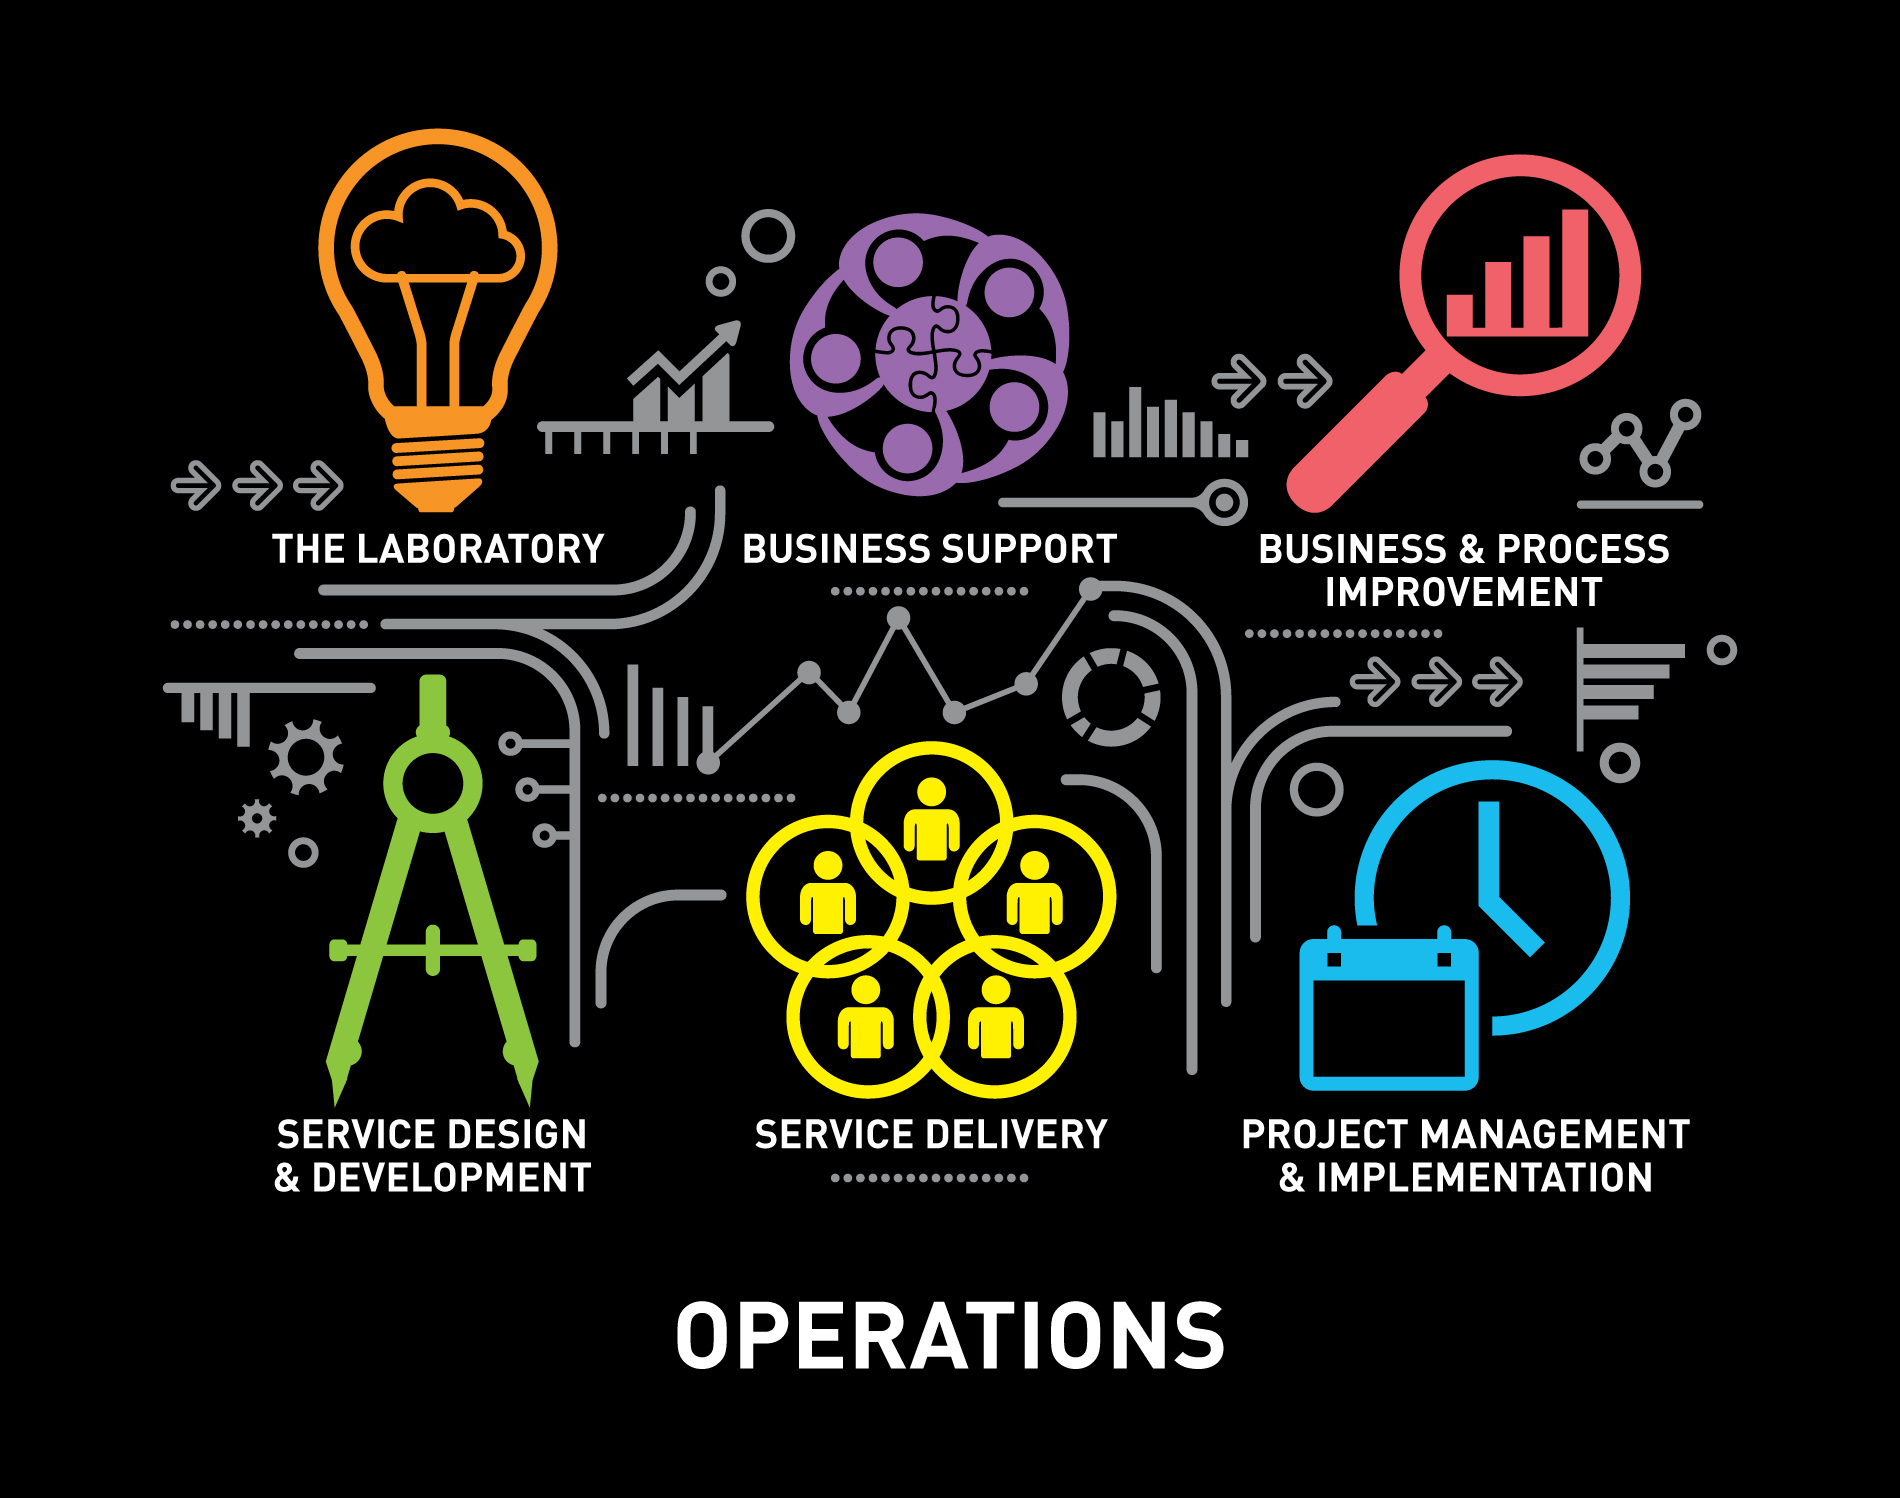 THE LABORATORY
BUSINESS SUPPORT
BUSINESS & PROCESS
IMPROVEMENT
SERVICE DESIGN
& DEVELOPMENT
SERVICE DELIVERY
PROJECT MANAGEMENT
& IMPLEMENTATION
OPERATIONS